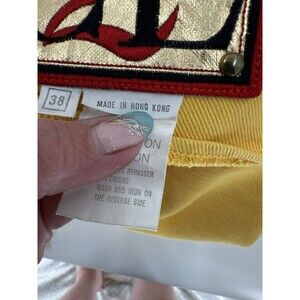 38
MADE IN HONG KONG
ON
ON
REPASSER
WASH AND IRON ON
THE REVERSE SIDE